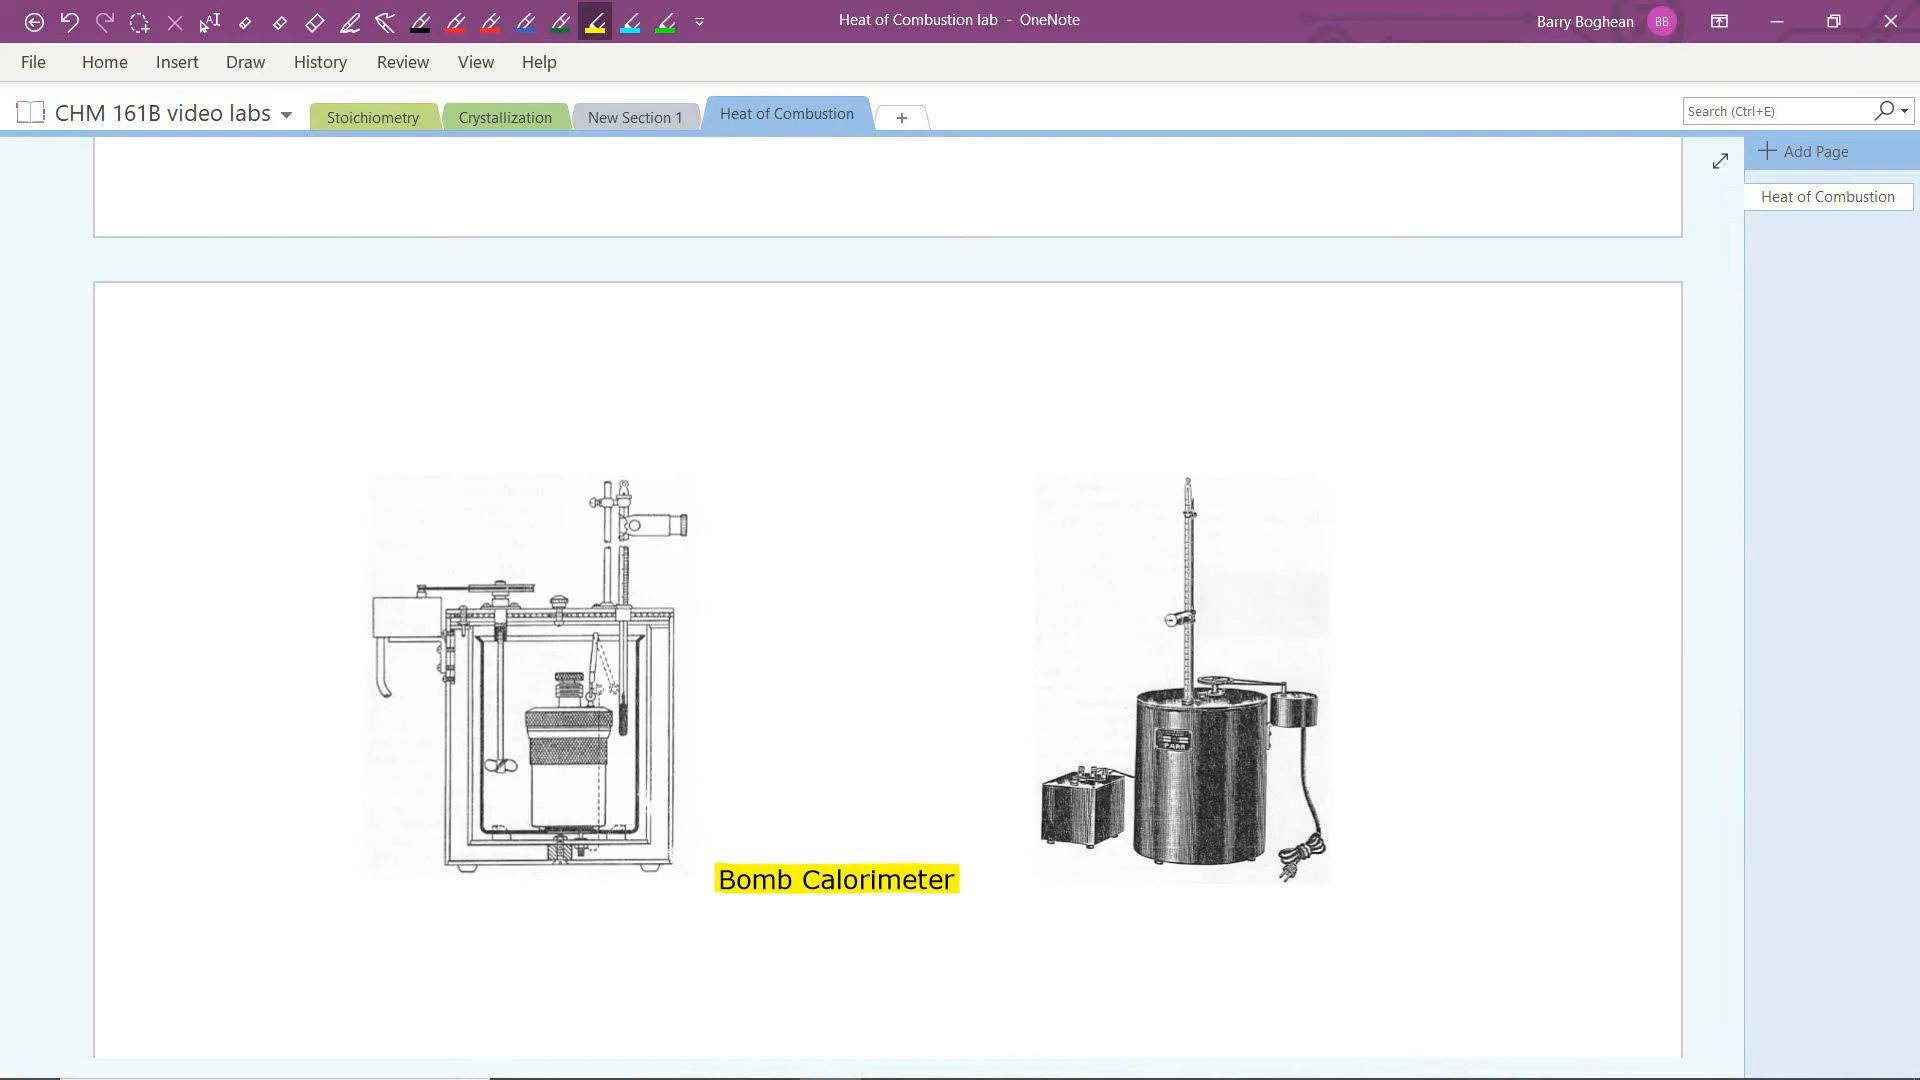 Heat of Combustion lab - OneNote
Barry Boghean
BB
File Home Insert Draw History Review View Help
CHM 161B video labs
Stoichiometry
Crystallization
New Section 1
Heat of Combustion
+
Search (Ctrl+E)
Add Page
Heat of Combustion
PARR
Bomb Calorimeter